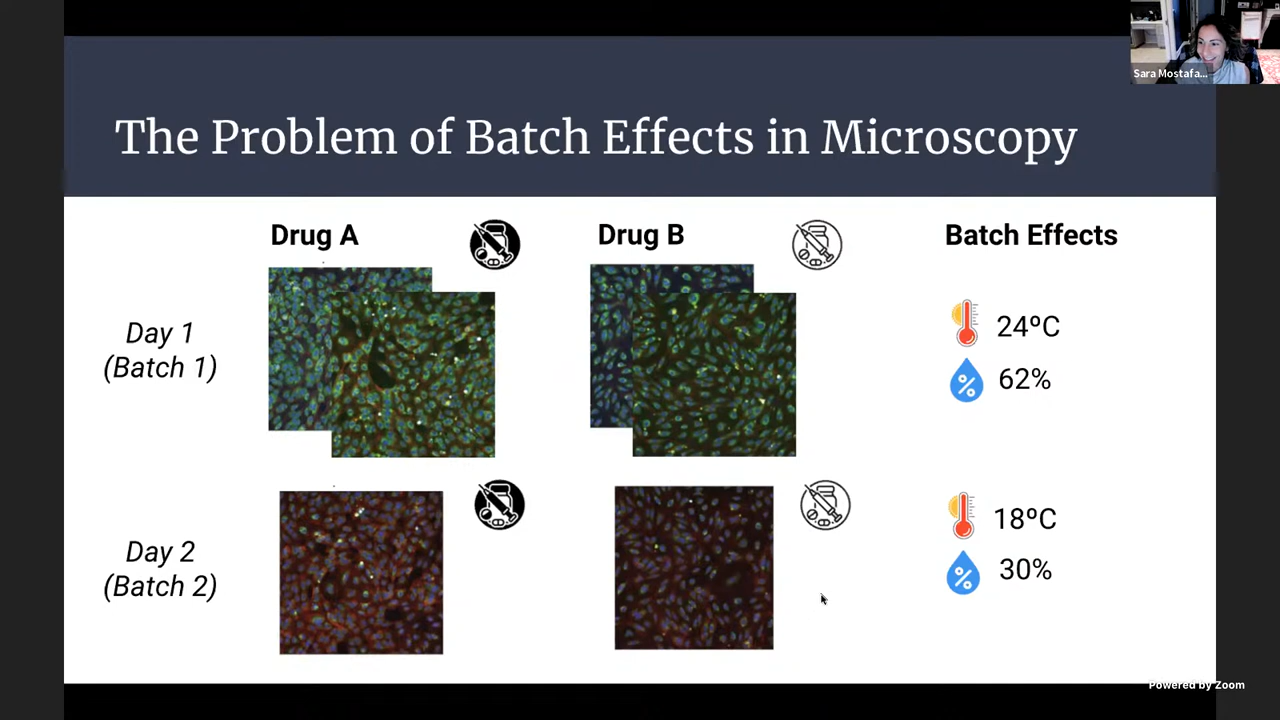 Sara Mostafa...
The Problem of Batch Effects in Microscopy
Drug A
Drug B
Batch Effects
Day 1
(Batch 1)
24ºC
%
62%
Day 2
(Batch 2)
18ºC
%
30%
Powered by Zoom